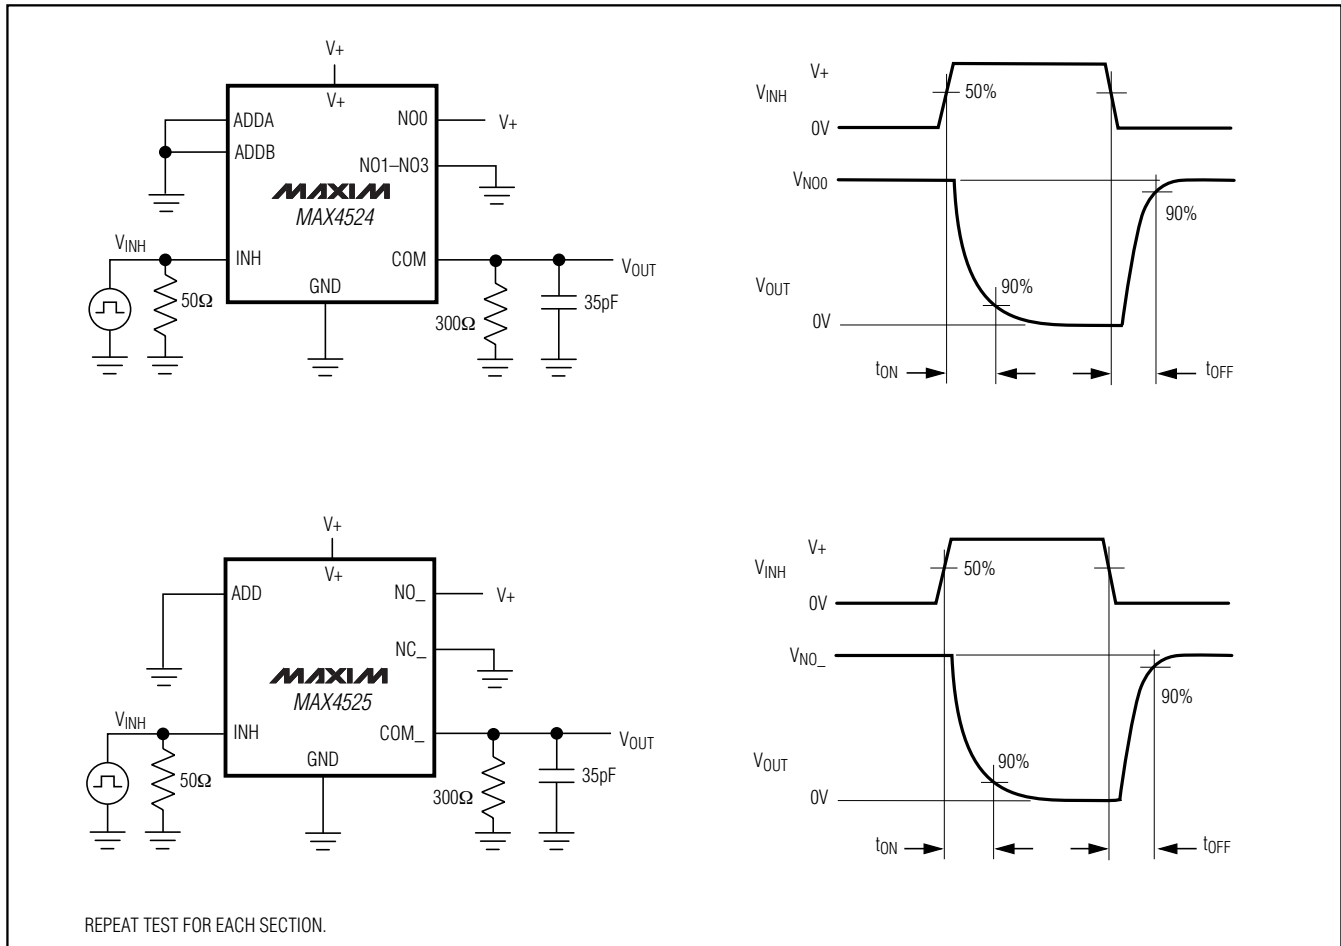 V+
V+
ADDA
ADDB
NO0
V+
NO1–NO3
MAXIM
MAX4524
VINH
INH
COM
VOUT
GND
50Ω
300Ω
35pF
V+
VINH
50%
0V
VNO0
90%
VOUT
90%
0V
tON
tOFF
V+
V+
ADD
NO_
V+
NC_
MAXIM
MAX4525
VINH
INH
COM_
VOUT
GND
50Ω
300Ω
35pF
V+
VINH
50%
0V
VNO_
90%
VOUT
90%
0V
tON
tOFF
REPEAT TEST FOR EACH SECTION.